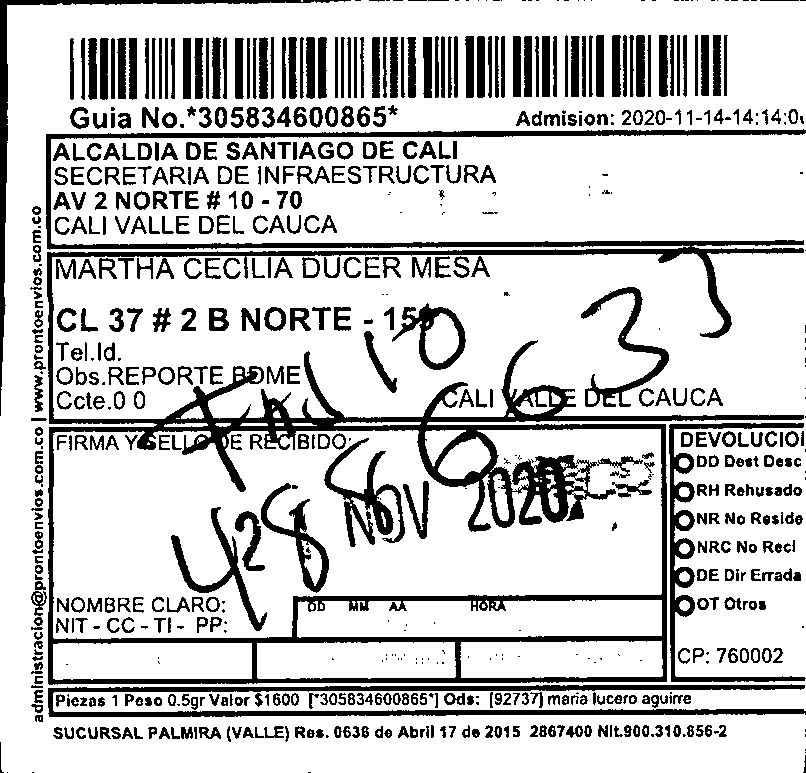 Guia No.*305834600865*
Admision: 2020-11-14-14:14:0
ALCALDIA DE SANTIAGO DE CALI
SECRETARIA DE INFRAESTRUCTURA
AV 2 NORTE # 10 - 70
CALI VALLE DEL CAUCA
MARTHA CECILIA DUCER MESA
CL 37 # 2 B NORTE - 159
Tel.Id.
Obs.REPORTE BDME
Ccte.0 0
CALI VALLE DEL CAUCA
www.prontoenvios.com.co
administracion@prontoenvios.com.co
FIRMA Y SELLO DE RECIBIDO:
NOV 2020
NOMBRE CLARO:
NIT - CC - TI - PP:
DD MM AA HORA
DEVOLUCIO
DD Dest Desc
RH Rehusado
NR No Reside
NRC No Recl
DE Dir Errada
OT Otros
CP: 760002
Piezas 1 Peso 0.5gr Valor $1600 [*305834600865*] Ods: [92737] maria lucero aguirre
SUCURSAL PALMIRA (VALLE) Res. 0636 de Abril 17 de 2015 2867400 Nit.900.310.856-2